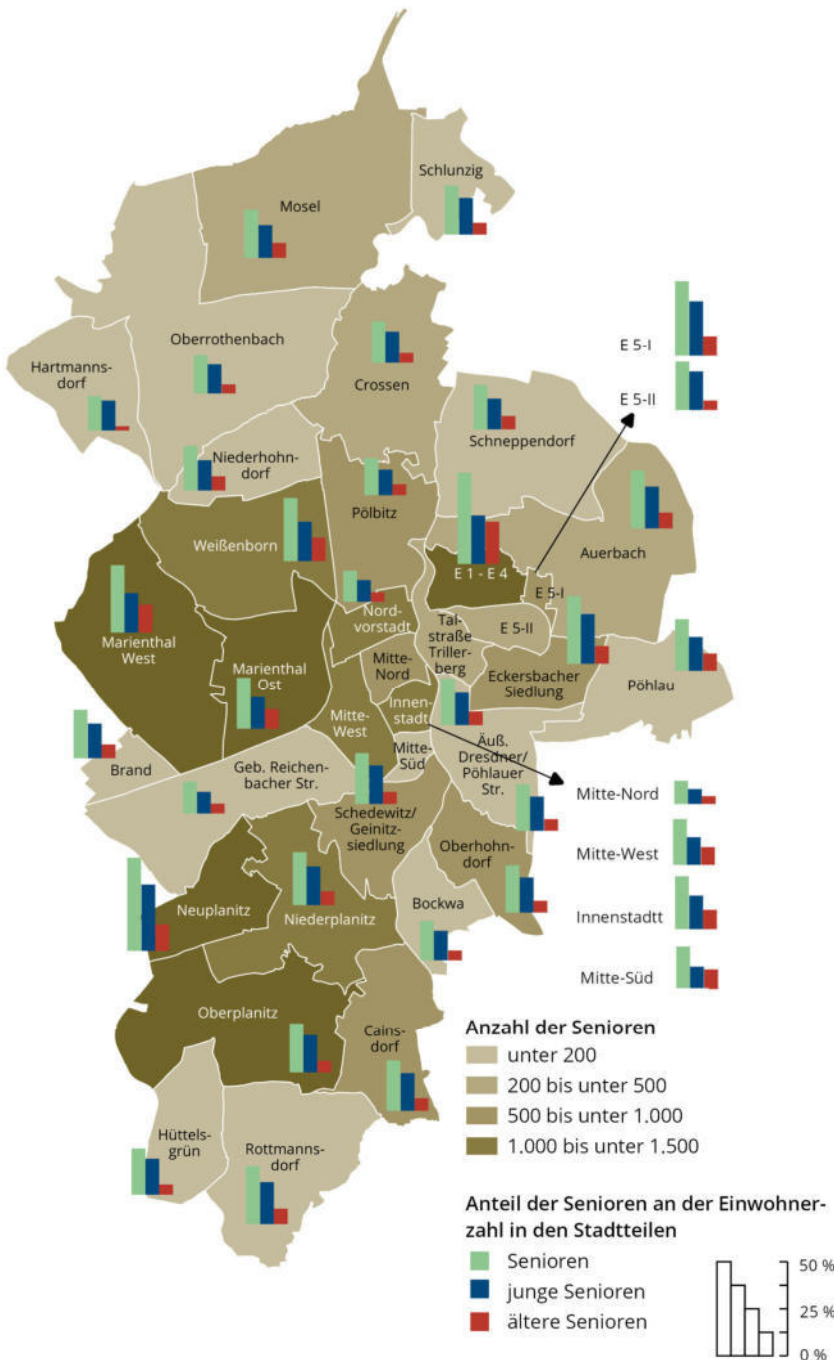 Schlunzig
Mosel
Oberrothenbach
Hartmanns-
dorf
Crossen
E 5-I
E 5-II
Schneppendorf
Niederhohn-
dorf
Pölbitz
Weißenborn
Auerbach
E 1 - E 4
E 5-I
Nord-
vorstadt
Tal-
straße
Triller-
berg
E 5-II
Marienthal
West
Marienthal
Ost
Mitte-
Nord
Eckersbacher
Siedlung
Pöhlau
Innen-
stadt
Mitte-
West
Mitte-
Süd
Äuß.
Dresdner/
Pöhlauer
Str.
Brand
Geb. Reichen-
bacher Str.
Mitte-Nord
Schedewitz/
Geinitz-
siedlung
Oberhohn-
dorf
Mitte-West
Neuplanitz
Niederplanitz
Bockwa
Innenstadtt
Mitte-Süd
Oberplanitz
Cains-
dorf
Hüttels-
grün
Rottmanns-
dorf
Anzahl der Senioren
unter 200
200 bis unter 500
500 bis unter 1.000
1.000 bis unter 1.500
Anteil der Senioren an der Einwohner-
zahl in den Stadtteilen
Senioren
junge Senioren
ältere Senioren
50 %
25 %
0 %